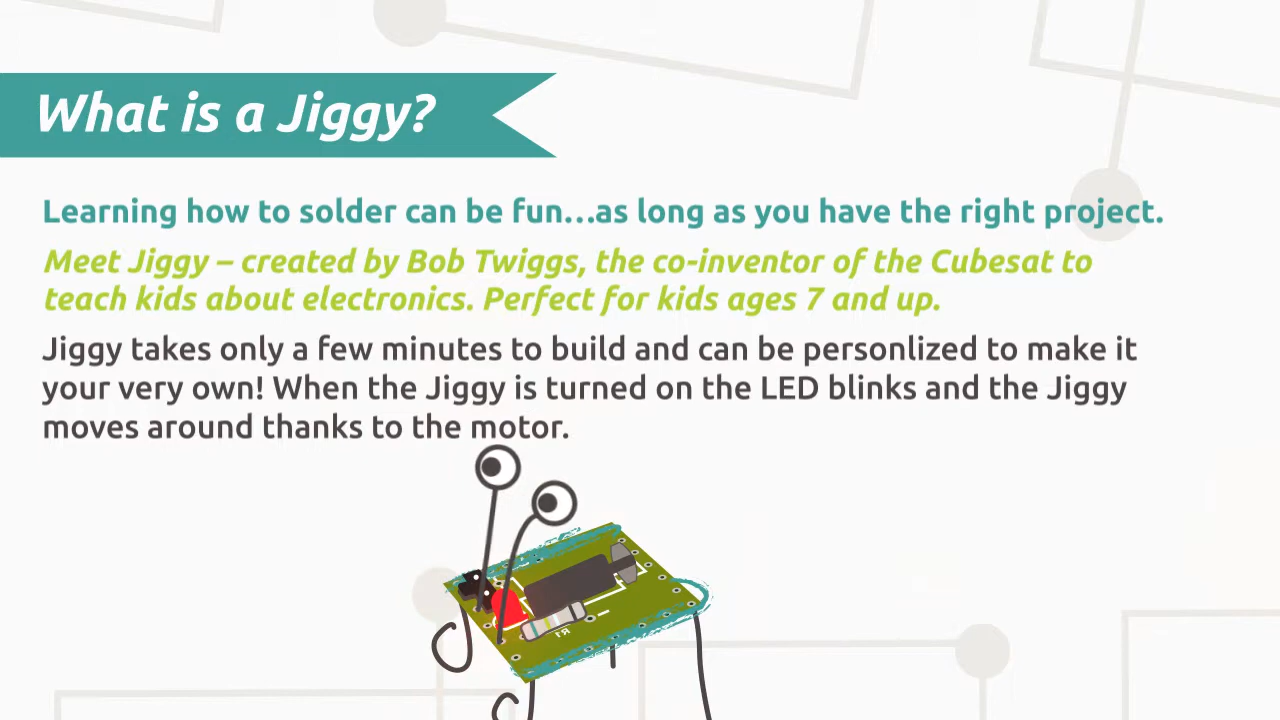 What is a Jiggy?
Learning how to solder can be fun...as long as you have the right project.
Meet Jiggy – created by Bob Twiggs, the co-inventor of the Cubesat to
teach kids about electronics. Perfect for kids ages 7 and up.
Jiggy takes only a few minutes to build and can be personlized to make it
your very own! When the Jiggy is turned on the LED blinks and the Jiggy
moves around thanks to the motor.
R1